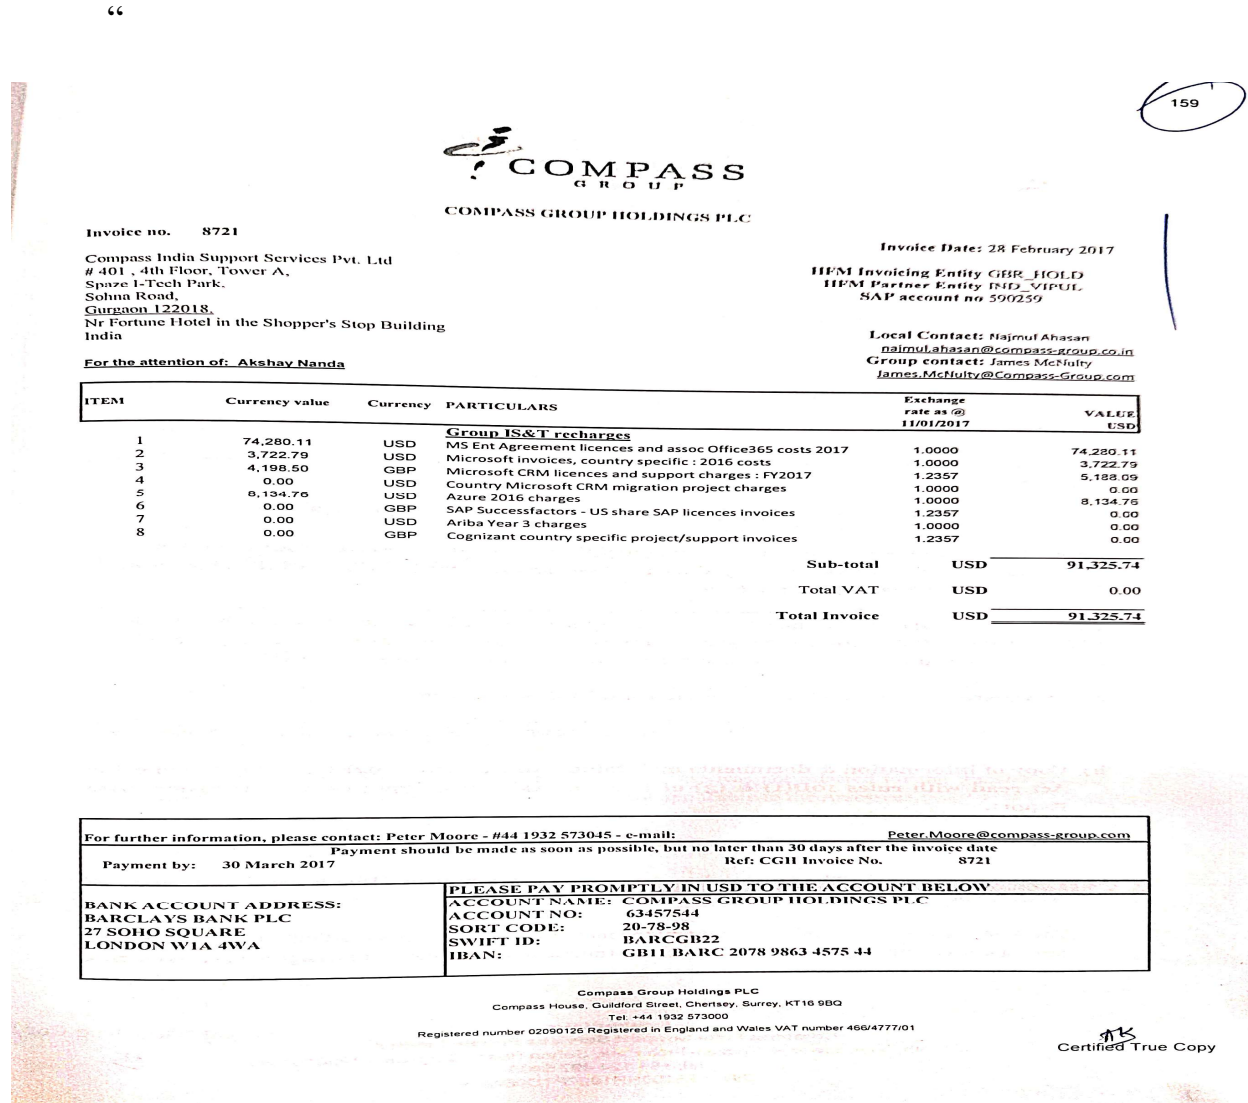 “
159
COMPASS
GROUP
COMPASS GROUP HOLDINGS PLC
Invoice no. 8721
Invoice Date: 28 February 2017
Compass India Support Services Pvt. Ltd
# 401 , 4th Floor, Tower A,
Spaze I-Tech Park,
Sohna Road,
Gurgaon 122018.
Nr Fortune Hotel in the Shopper's Stop Building
India
HFM Invoicing Entity GBR_HOLD
HFM Partner Entity IND_VIPUL
SAP account no 590259
Local Contact: Najmul Ahasan
najmul.ahasan@compass-group.co.in
Group contact: James McNulty
James.McNulty@Compass-Group.com
For the attention of: Akshay Nanda
ITEM Currency value Currency PARTICULARS Exchange rate as @ 11/01/2017 VALUE USD
Group IS&T recharges
1 74,280.11 USD MS Ent Agreement licences and assoc Office365 costs 2017 1.0000 74,280.11
2 3,722.79 USD Microsoft invoices, country specific : 2016 costs 1.0000 3,722.79
3 4,198.50 GBP Microsoft CRM licences and support charges : FY2017 1.2357 5,188.09
4 0.00 USD Country Microsoft CRM migration project charges 1.0000 0.00
5 8,134.76 USD Azure 2016 charges 1.0000 8,134.76
6 0.00 GBP SAP Successfactors - US share SAP licences invoices 1.2357 0.00
7 0.00 USD Ariba Year 3 charges 1.0000 0.00
8 0.00 GBP Cognizant country specific project/support invoices 1.2357 0.00
Sub-total USD 91,325.74
Total VAT USD 0.00
Total Invoice USD 91,325.74
For further information, please contact: Peter Moore - #44 1932 573045 - e-mail: Peter.Moore@compass-group.com
Payment should be made as soon as possible, but no later than 30 days after the invoice date
Payment by: 30 March 2017 Ref: CGH Invoice No. 8721
BANK ACCOUNT ADDRESS:
BARCLAYS BANK PLC
27 SOHO SQUARE
LONDON W1A 4WA
PLEASE PAY PROMPTLY IN USD TO THE ACCOUNT BELOW
ACCOUNT NAME: COMPASS GROUP HOLDINGS PLC
ACCOUNT NO: 63457544
SORT CODE: 20-78-98
SWIFT ID: BARCGB22
IBAN: GB11 BARC 2078 9863 4575 44
Compass Group Holdings PLC
Compass House, Guildford Street, Chertsey, Surrey, KT16 9BQ
Tel: +44 1932 573000
Registered number 02090126 Registered in England and Wales VAT number 466/4777/01
Certified True Copy